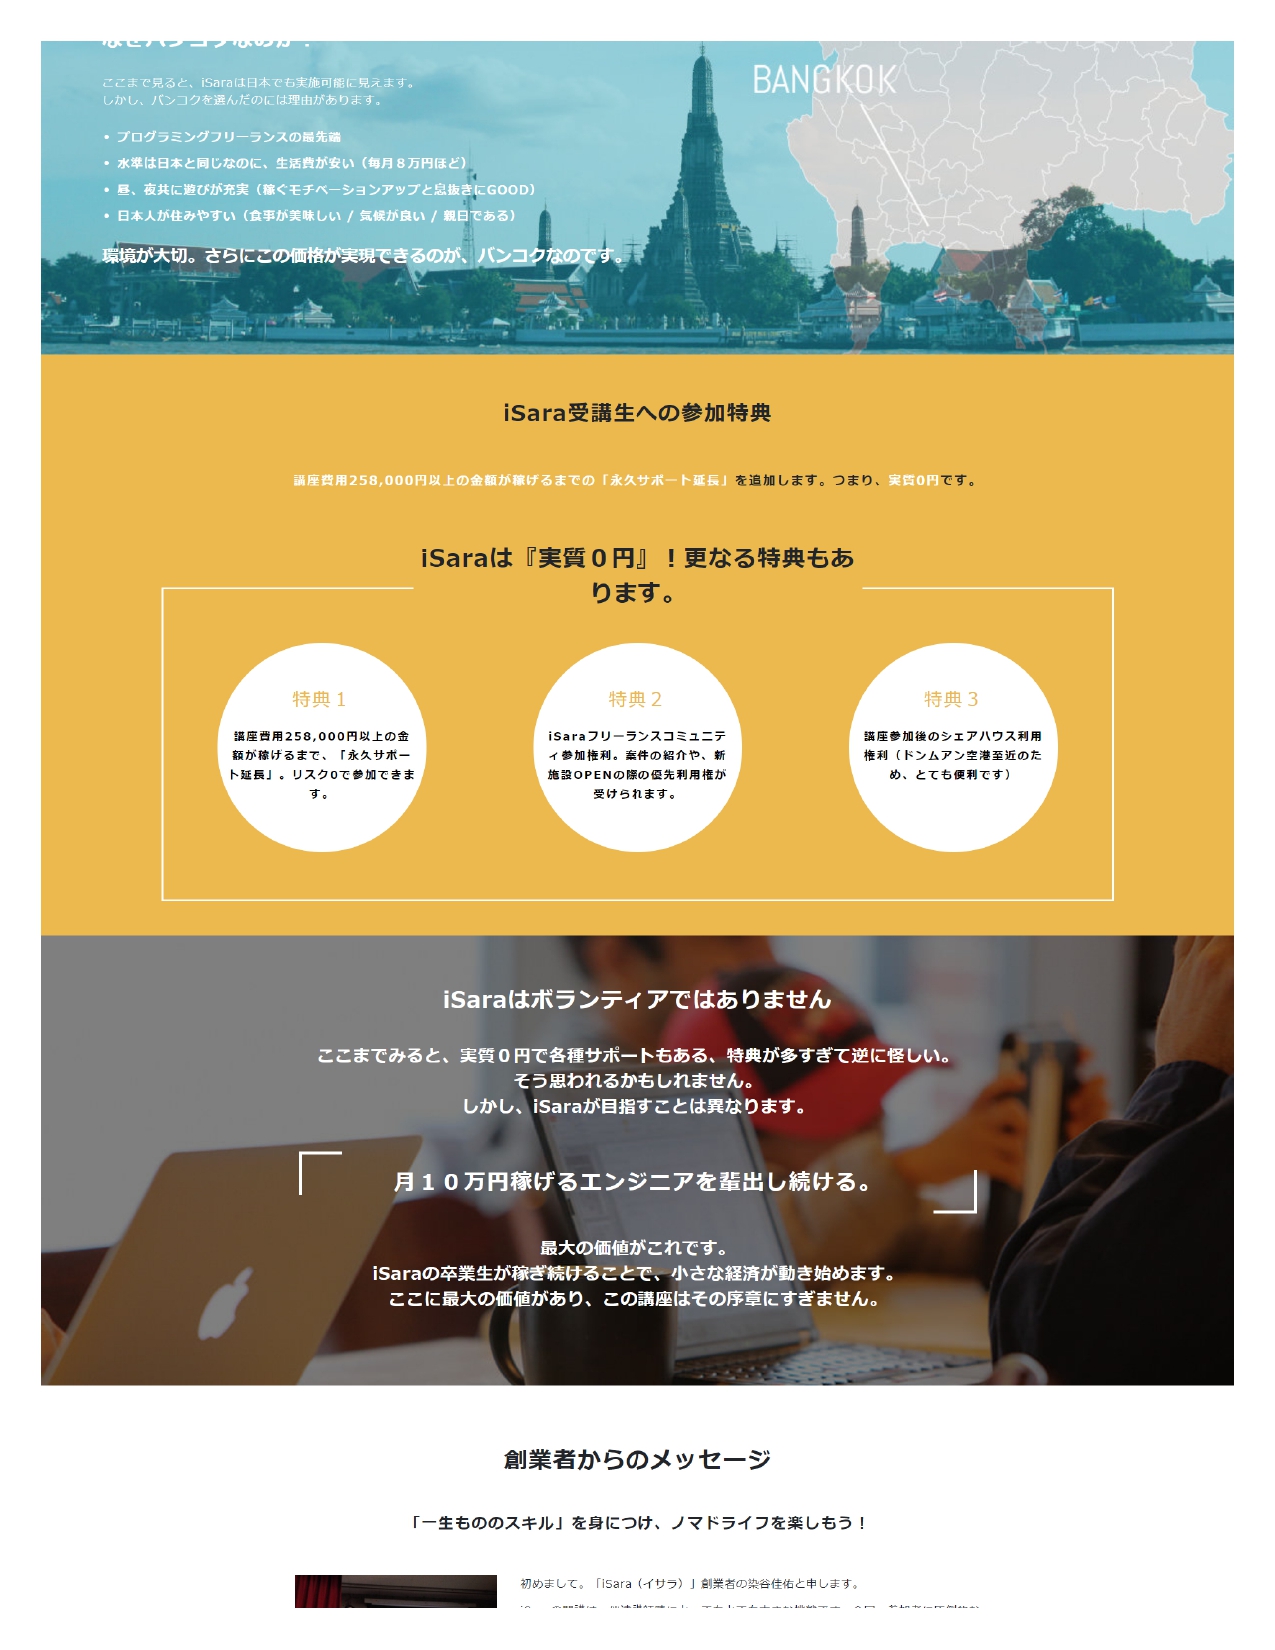 なぜバンコクなのか？
ここまで見ると、iSaraは日本でも実施可能に見えます。
しかし、バンコクを選んだのには理由があります。
• プログラミングフリーランスの最先端
• 水準は日本と同じなのに、生活費が安い（毎月８万円ほど）
• 昼、夜共に遊びが充実（稼ぐモチベーションアップと息抜きにGOOD）
• 日本人が住みやすい（食事が美味しい / 気候が良い / 親日である）
環境が大切。さらにこの価格が実現できるのが、バンコクなのです。
BANGKOK
iSara受講生への参加特典
講座費用258,000円以上の金額が稼げるまでの「永久サポート延長」を追加します。つまり、実質0円です。
iSaraは『実質０円』！更なる特典もあ
ります。
特典１
講座費用258,000円以上の金
額が稼げるまで、「永久サポー
ト延長」。リスク0で参加できま
す。
特典２
iSaraフリーランスコミュニテ
ィ参加権利。案件の紹介や、新
施設OPENの際の優先利用権が
受けられます。
特典３
講座参加後のシェアハウス利用
権利（ドンムアン空港至近のた
め、とても便利です）
iSaraはボランティアではありません
ここまでみると、実質０円で各種サポートもある、特典が多すぎて逆に怪しい。
そう思われるかもしれません。
しかし、iSaraが目指すことは異なります。
月１０万円稼げるエンジニアを輩出し続ける。
最大の価値がこれです。
iSaraの卒業生が稼ぎ続けることで、小さな経済が動き始めます。
ここに最大の価値があり、この講座はその序章にすぎません。
創業者からのメッセージ
「一生もののスキル」を身につけ、ノマドライフを楽しもう！
初めまして。「iSara（イサラ）」創業者の染谷佳佑と申します。